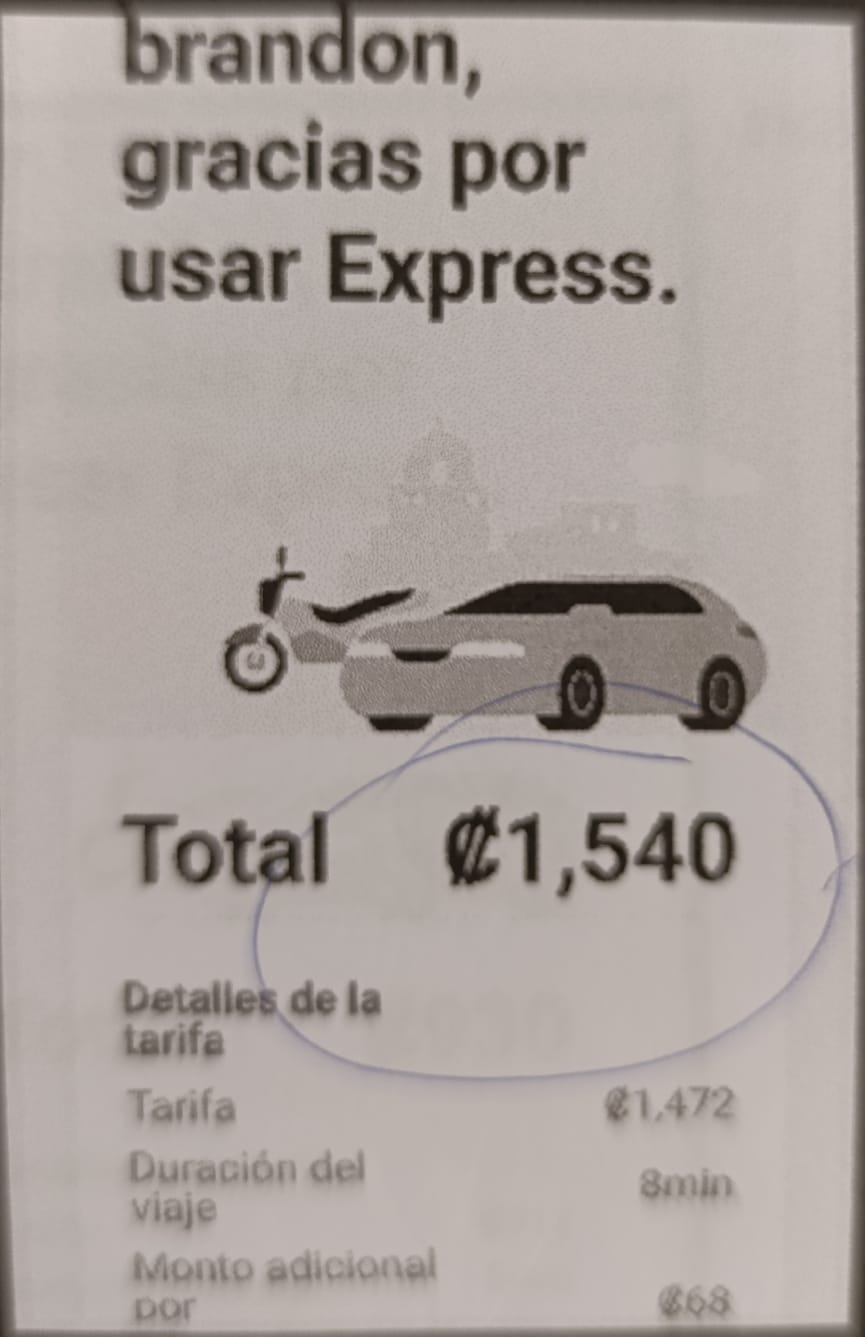 brandon,
gracias por
usar Express.
Total ₡1,540
Detalles de la
tarifa
Tarifa ₡1,472
Duración del
viaje 8min
Monto adicional
por ₡68